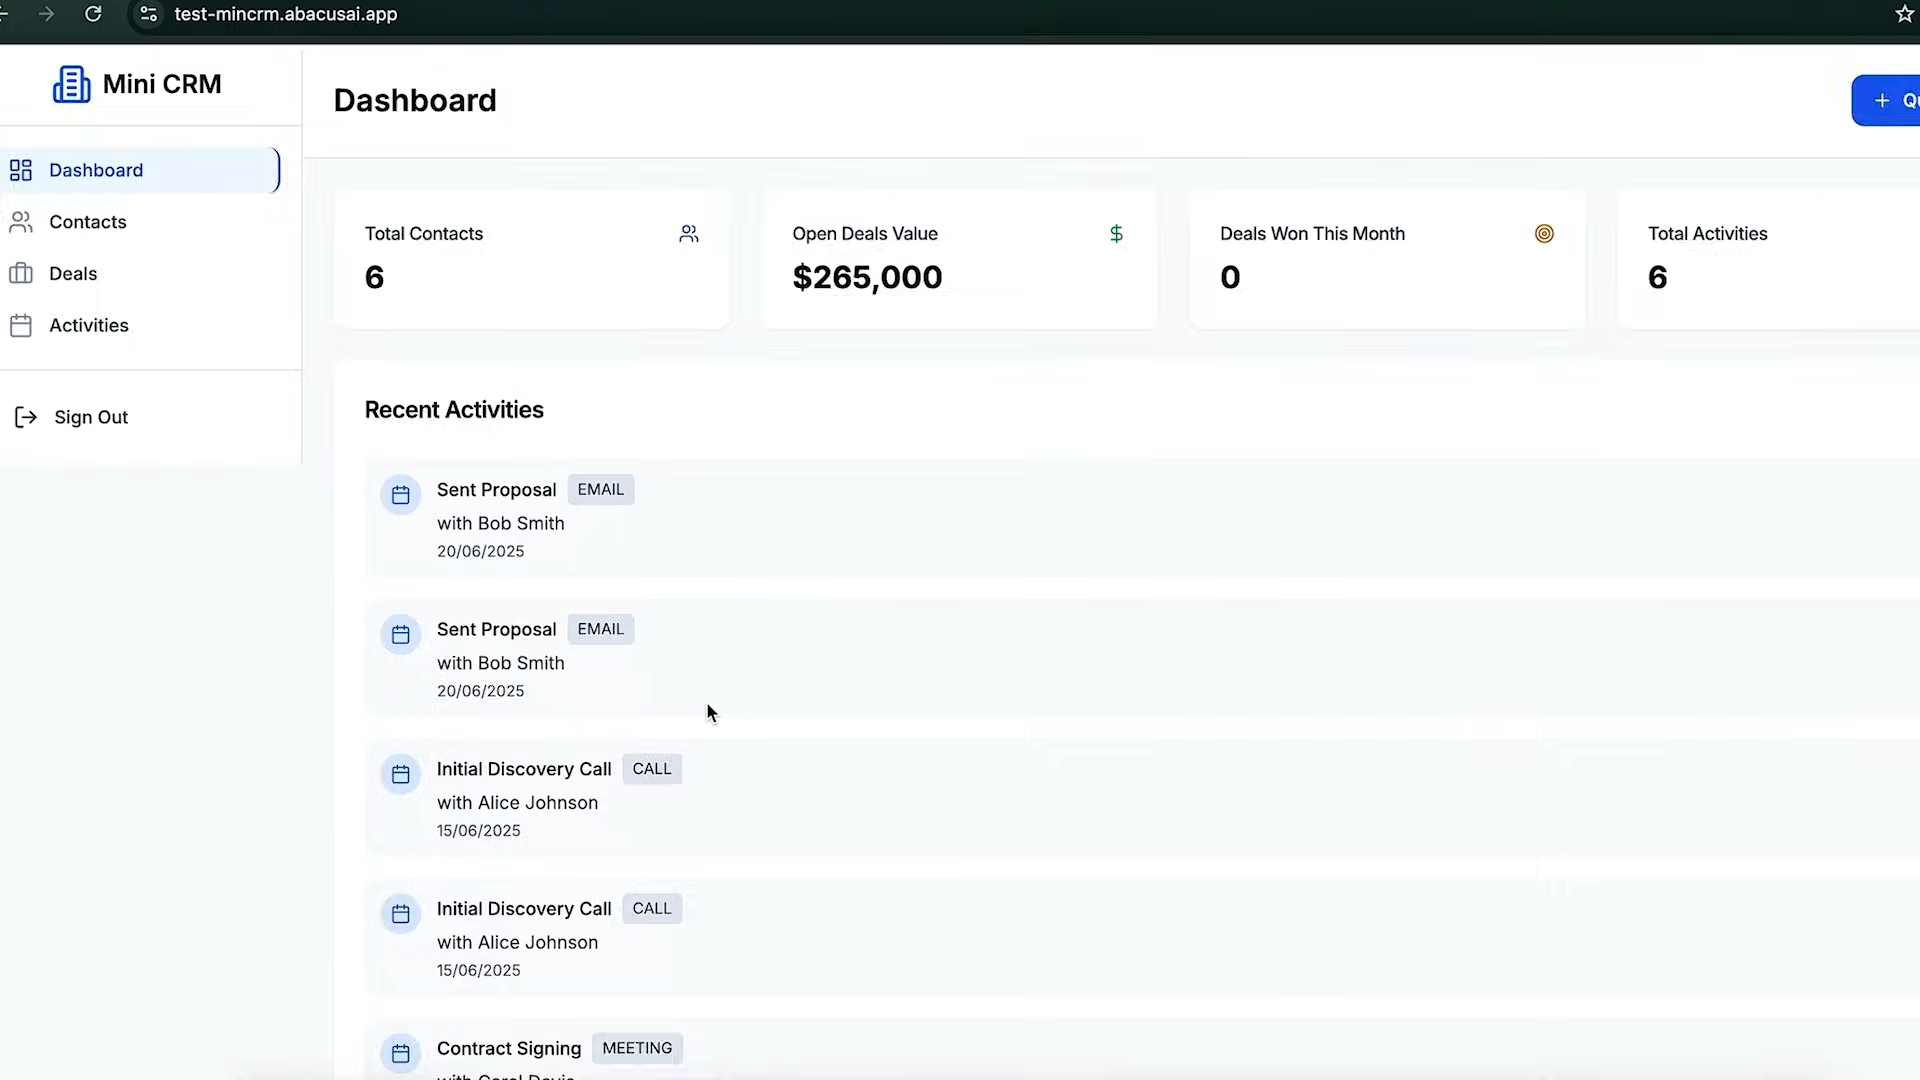 test-mincrm.abacusai.app
Mini CRM
Dashboard
Contacts
Deals
Activities
Sign Out
Dashboard
+
Total Contacts
6
Open Deals Value
$
$265,000
Deals Won This Month
0
Total Activities
6
Recent Activities
Sent Proposal EMAIL
with Bob Smith
20/06/2025
Sent Proposal EMAIL
with Bob Smith
20/06/2025
Initial Discovery Call CALL
with Alice Johnson
15/06/2025
Initial Discovery Call CALL
with Alice Johnson
15/06/2025
Contract Signing MEETING
with Carol Davis